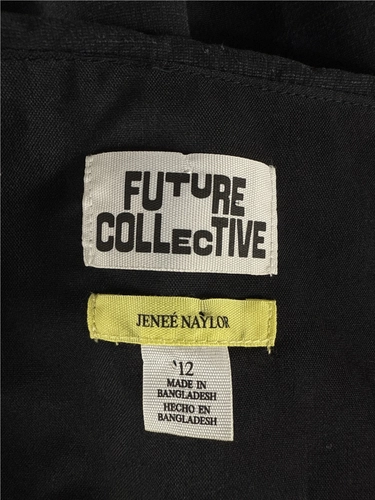 FUTURE
COLLECTIVE
JENEÉ NAYLOR
'12
MADE IN
BANGLADESH
HECHO EN
BANGLADESH